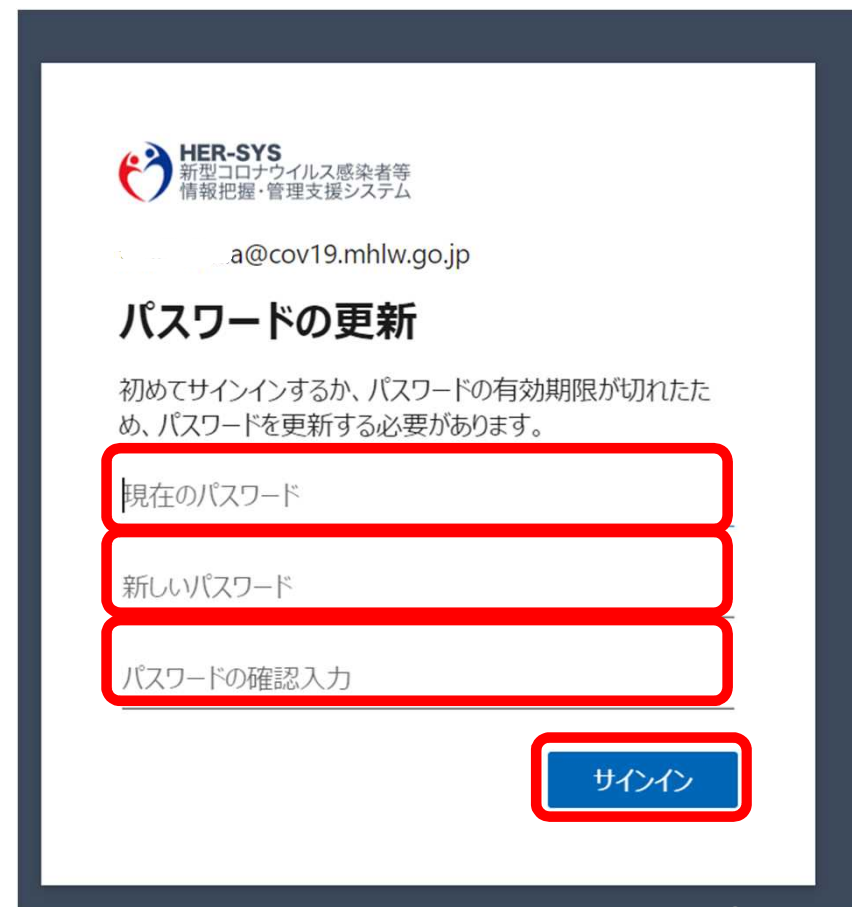 HER-SYS
新型コロナウイルス感染者等
情報把握・管理支援システム
a@cov19.mhlw.go.jp
パスワードの更新
初めてサインインするか、パスワードの有効期限が切れたた
め、パスワードを更新する必要があります。
現在のパスワード
新しいパスワード
パスワードの確認入力
サインイン